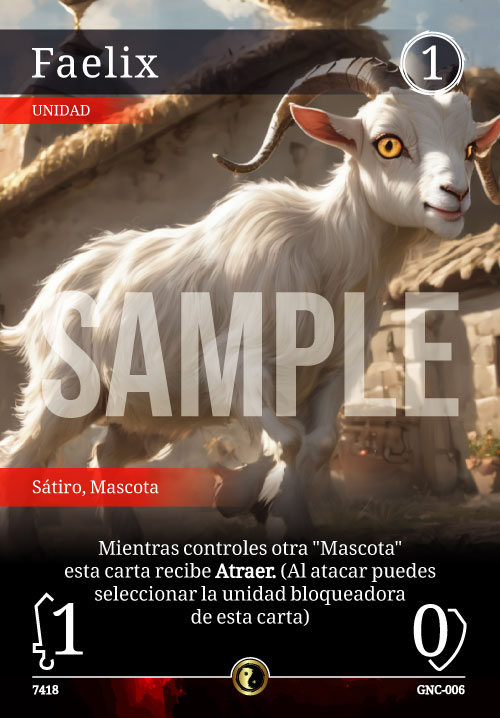 Faelix
1
UNIDAD
SAMPLE
Sátiro, Mascota
Mientras controles otra "Mascota"
esta carta recibe Atraer. (Al atacar puedes
seleccionar la unidad bloqueadora
de esta carta)
1
0
7418
GNC-006